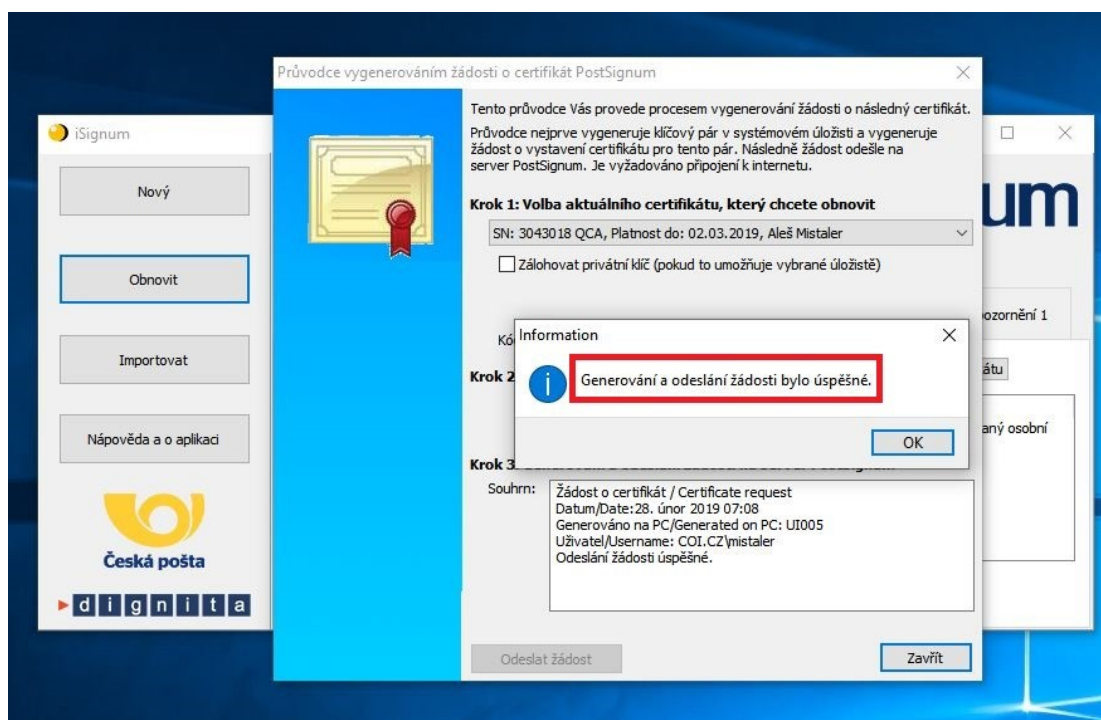 Průvodce vygenerováním žádosti o certifikát PostSignum
Tento průvodce Vás provede procesem vygenerování žádosti o následný certifikát.
Průvodce nejprve vygeneruje klíčový pár v systémovém úložisti a vygeneruje
žádost o vystavení certifikátu pro tento pár. Následně žádost odešle na
server PostSignum. Je vyžadováno připojení k internetu.
Krok 1: Volba aktuálního certifikátu, který chcete obnovit
SN: 3043018 QCA, Platnost do: 02.03.2019, Aleš Mistaler
Zálohovat privátní klíč (pokud to umožňuje vybrané úložiště)
Kó
Krok 2
Information
Generování a odeslání žádosti bylo úspěšné.
OK
Krok 3
Souhrn:
Žádost o certifikát / Certificate request
Datum/Date:28. únor 2019 07:08
Generováno na PC/Generated on PC: UI005
Uživatel/Username: COI.CZ\mistaler
Odeslání žádosti úspěšné.
Odeslat žádost
Zavřít
iSignum
Nový
Obnovit
Importovat
Nápověda a o aplikaci
Česká pošta
dignita
um
ozornění 1
átu
aný osobní